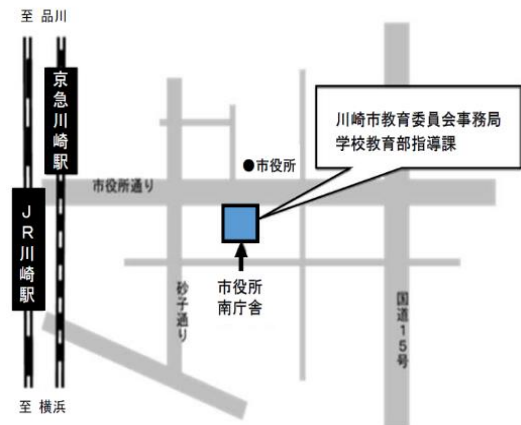 至 品川
京急川崎駅
JR川崎駅
至 横浜
川崎市教育委員会事務局
学校教育部指導課
●市役所
市役所通り
市役所
南庁舎
砂子通り
国道15号